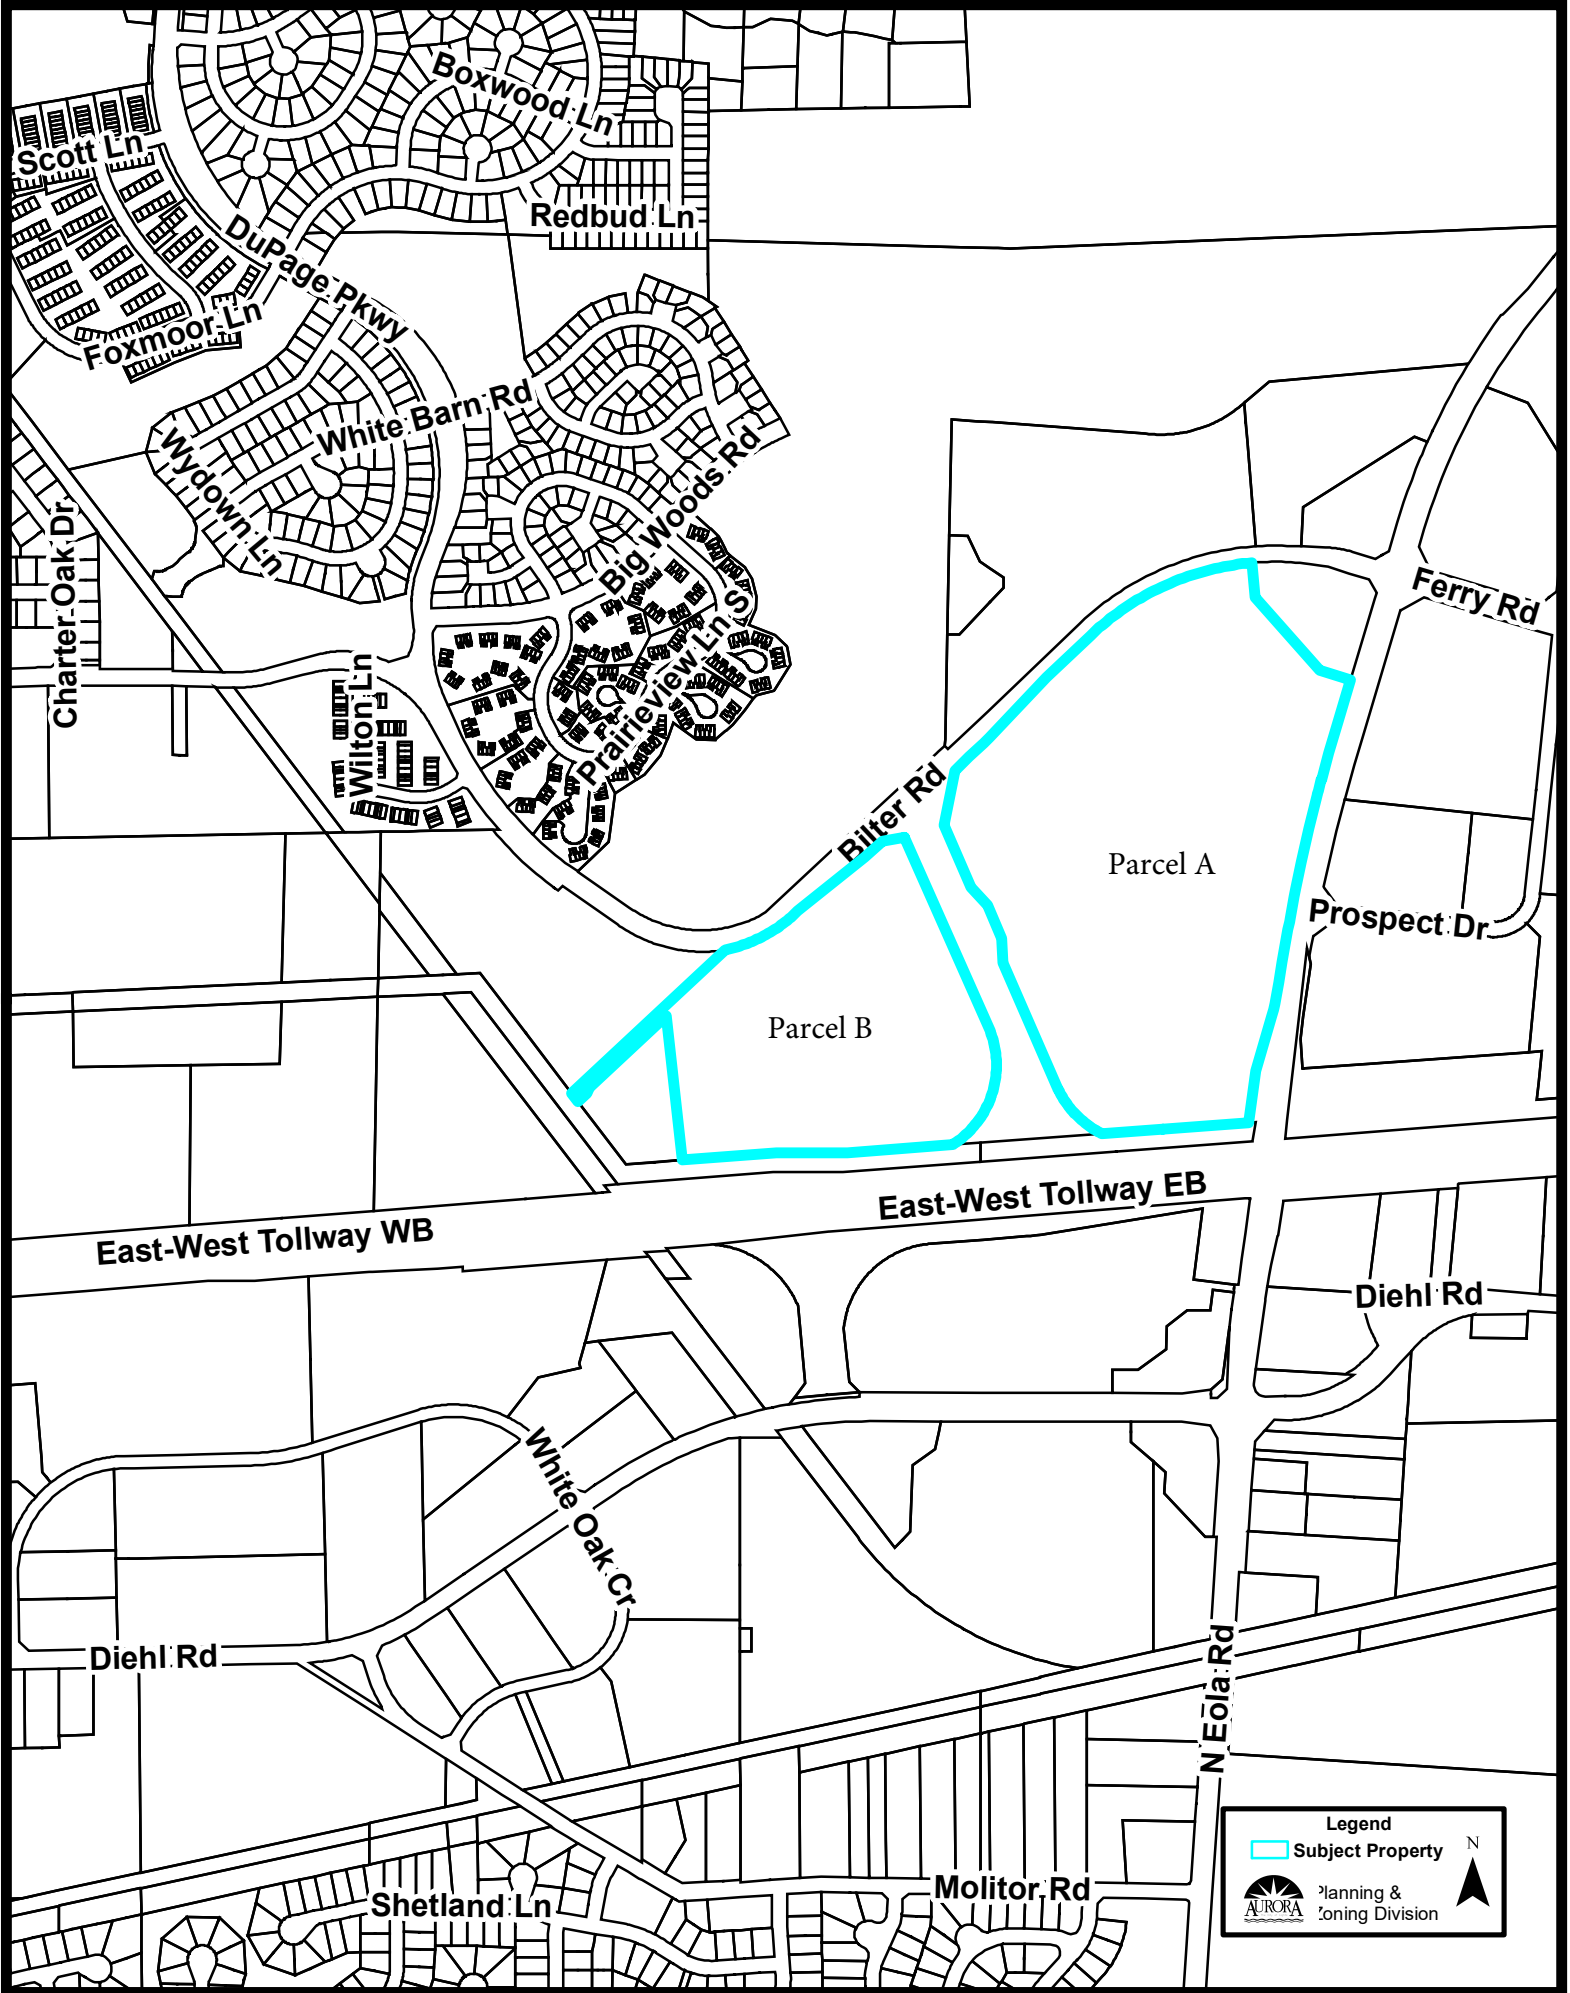 Boxwood Ln
Scott Ln
Redbud Ln
DuPage Pkwy
Foxmoor Ln
White Barn Rd
Wydown Ln
Big Woods Rd
Charter Oak Dr
Ferry Rd
Prairieview Ln S
Wilton Ln
Bilter Rd
Parcel A
Prospect Dr
Parcel B
East-West Tollway EB
East-West Tollway WB
Diehl Rd
White Oak Cr
Diehl Rd
N Eola Rd
Legend
Subject Property
N
AURORA
Planning &
Zoning Division
Molitor Rd
Shetland Ln